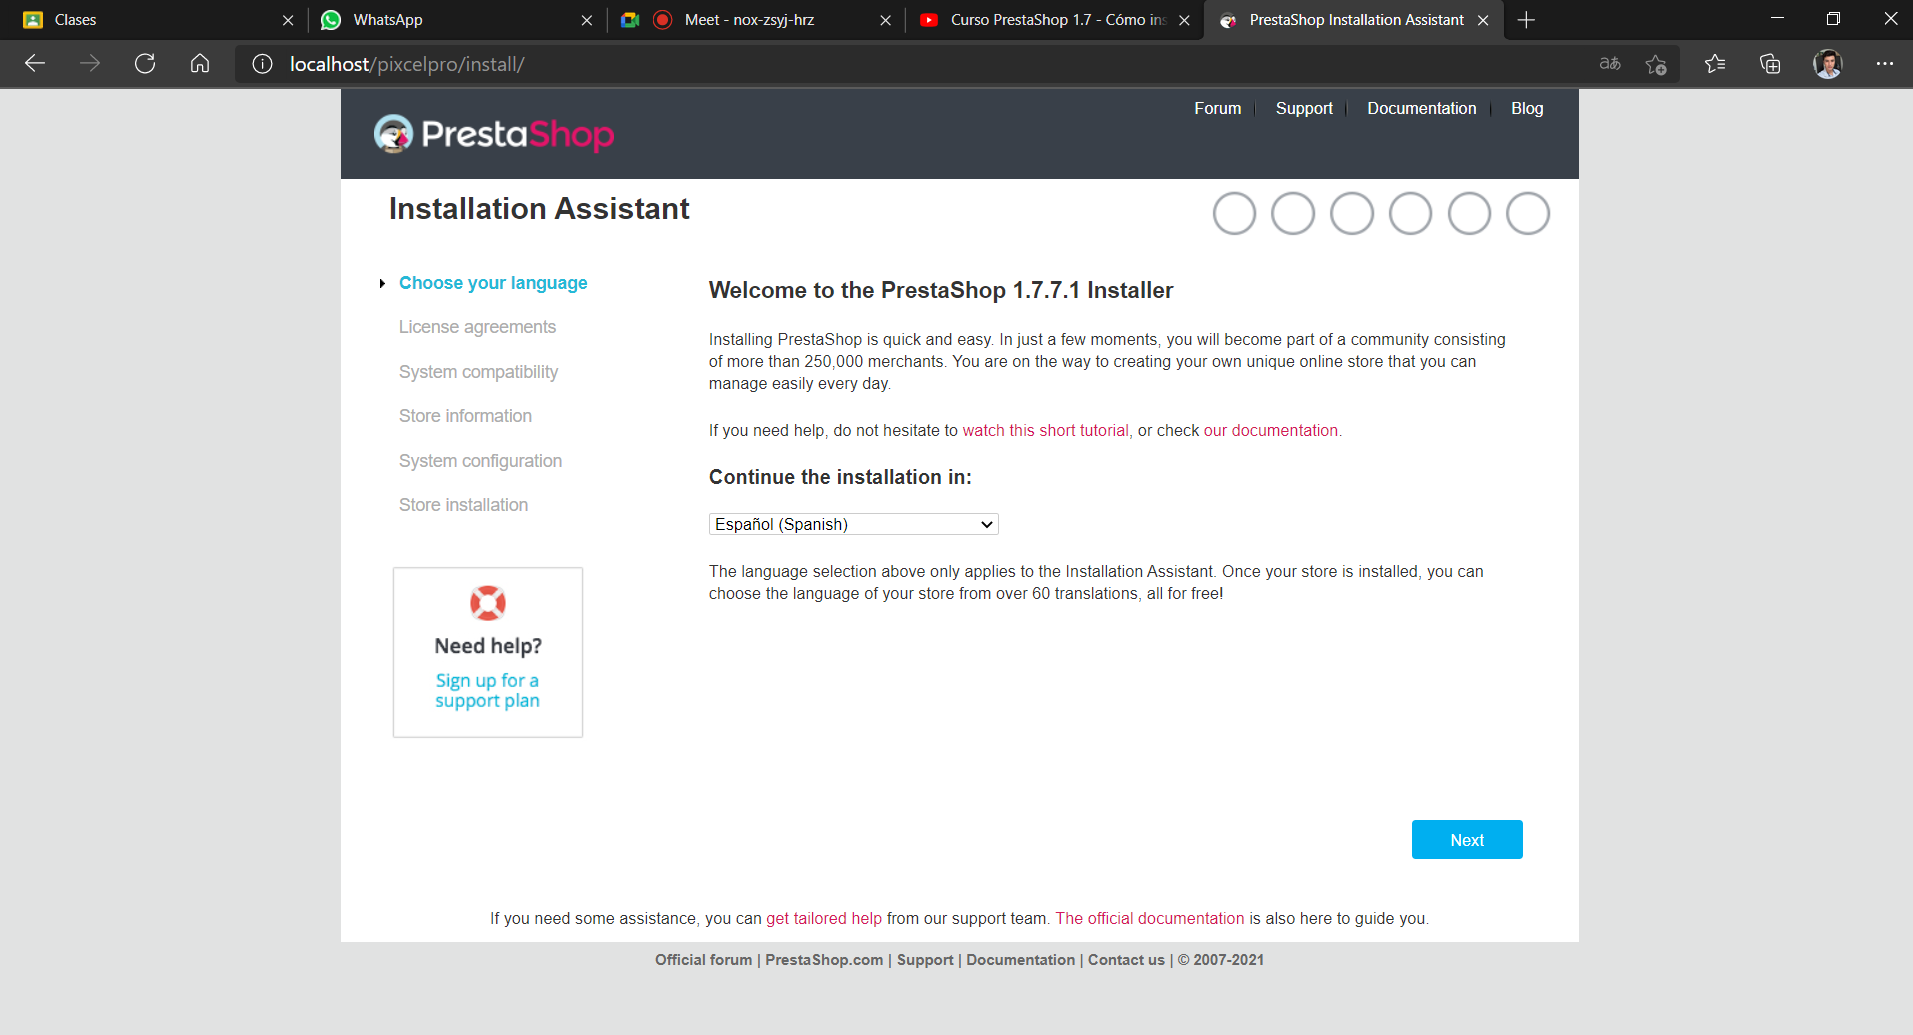 Clases
WhatsApp
Meet - nox-zsyj-hrz
Curso PrestaShop 1.7 - Cómo ins
PrestaShop Installation Assistant
localhost/pixcelpro/install/
aあ
Forum
Support
Documentation
Blog
PrestaShop
Installation Assistant
Choose your language
License agreements
System compatibility
Store information
System configuration
Store installation
Need help?
Sign up for a
support plan
Welcome to the PrestaShop 1.7.7.1 Installer
Installing PrestaShop is quick and easy. In just a few moments, you will become part of a community consisting
of more than 250,000 merchants. You are on the way to creating your own unique online store that you can
manage easily every day.
If you need help, do not hesitate to watch this short tutorial, or check our documentation.
Continue the installation in:
Español (Spanish)
The language selection above only applies to the Installation Assistant. Once your store is installed, you can
choose the language of your store from over 60 translations, all for free!
Next
If you need some assistance, you can get tailored help from our support team. The official documentation is also here to guide you.
Official forum | PrestaShop.com | Support | Documentation | Contact us | © 2007-2021